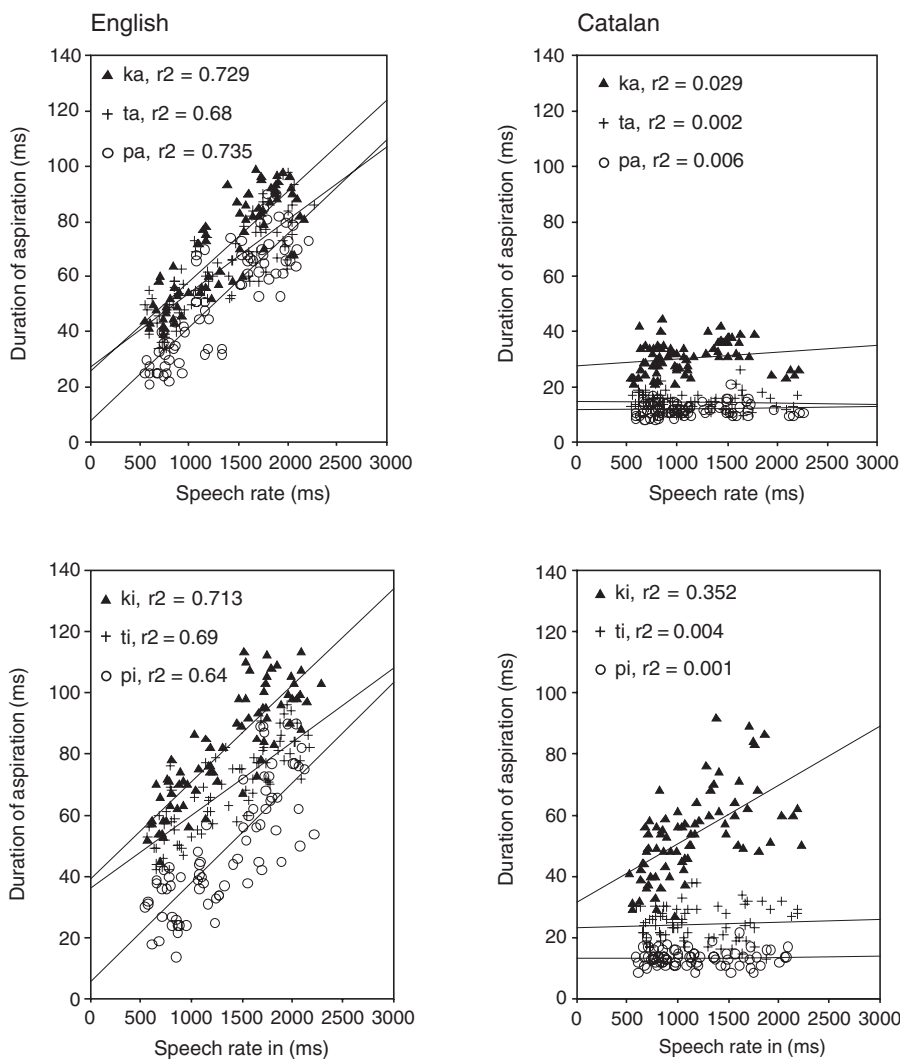 English
140
120
100
80
60
40
20
0
▲ ka, r2 = 0.729
+ ta, r2 = 0.68
○ pa, r2 = 0.735
Duration of aspiration (ms)
0 500 1000 1500 2000 2500 3000
Speech rate (ms)
Catalan
140
120
100
80
60
40
20
0
▲ ka, r2 = 0.029
+ ta, r2 = 0.002
○ pa, r2 = 0.006
Duration of aspiration (ms)
0 500 1000 1500 2000 2500 3000
Speech rate (ms)
140
120
100
80
60
40
20
0
▲ ki, r2 = 0.713
+ ti, r2 = 0.69
○ pi, r2 = 0.64
Duration of aspiration (ms)
0 500 1000 1500 2000 2500 3000
Speech rate in (ms)
140
120
100
80
60
40
20
0
▲ ki, r2 = 0.352
+ ti, r2 = 0.004
○ pi, r2 = 0.001
Duration of aspiration (ms)
0 500 1000 1500 2000 2500 3000
Speech rate in (ms)